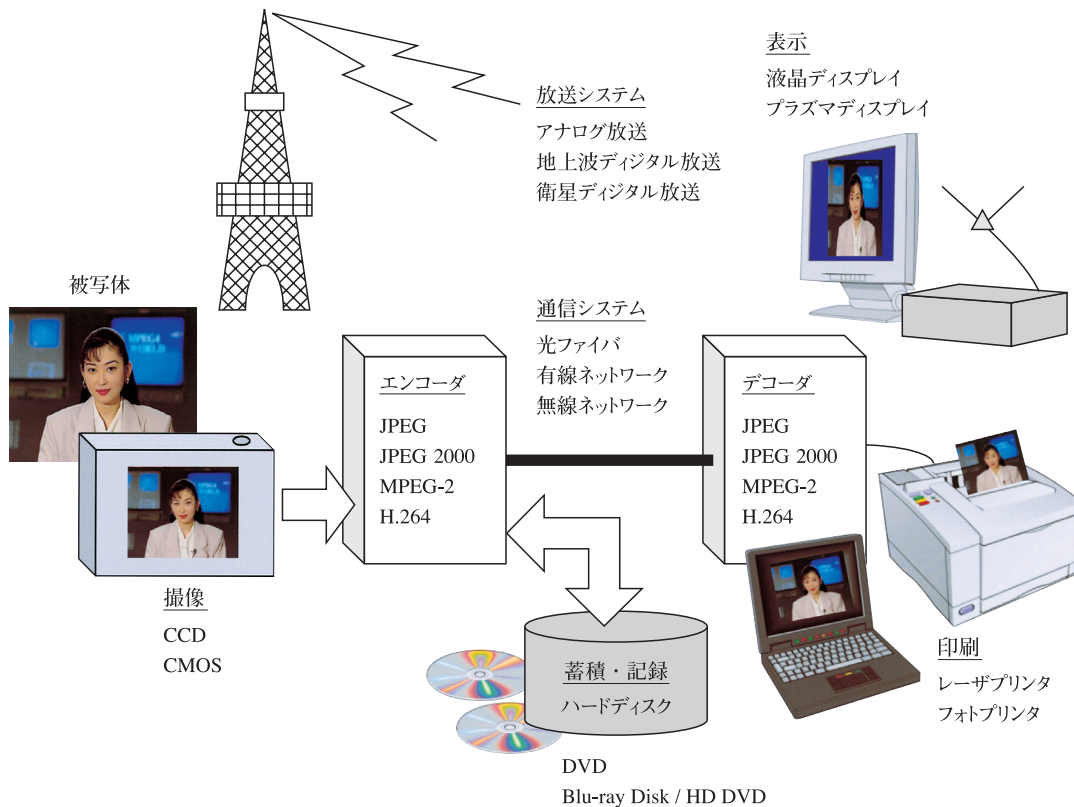 放送システム
アナログ放送
地上波ディジタル放送
衛星ディジタル放送
表示
液晶ディスプレイ
プラズマディスプレイ
被写体
MPEG4
WORLD
撮像
CCD
CMOS
エンコーダ
JPEG
JPEG 2000
MPEG-2
H.264
通信システム
光ファイバ
有線ネットワーク
無線ネットワーク
デコーダ
JPEG
JPEG 2000
MPEG-2
H.264
蓄積・記録
ハードディスク
DVD
Blu-ray Disk / HD DVD
印刷
レーザプリンタ
フォトプリンタ